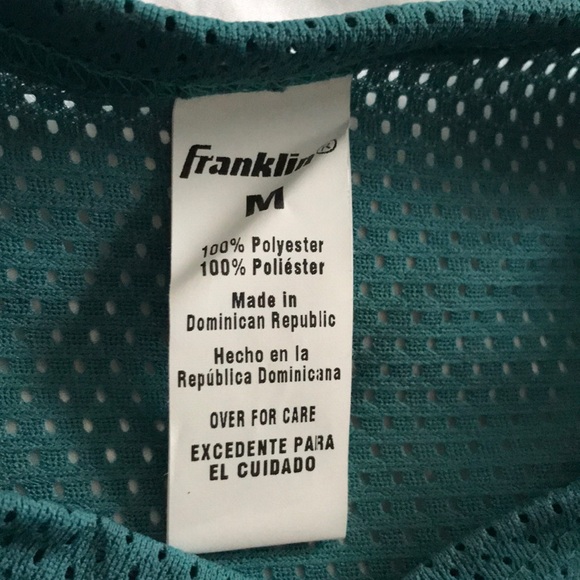 Franklin®
M
100% Polyester
100% Poliéster
Made in
Dominican Republic
Hecho en la
República Dominicana
OVER FOR CARE
EXCEDENTE PARA
EL CUIDADO